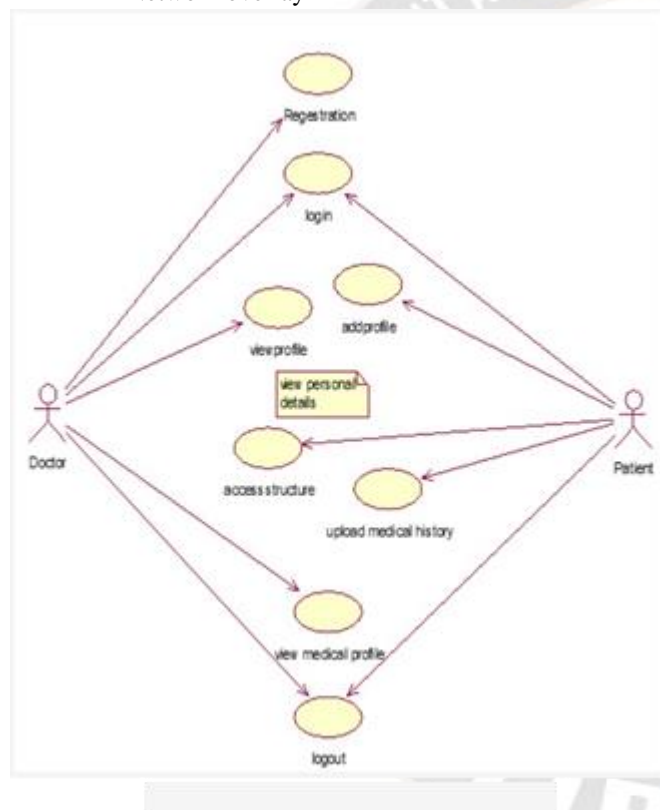 Regestration
login
addprofile
viewprofile
view personal
details
Doctor
Patient
access structure
upload medical history
view medical profile
logout